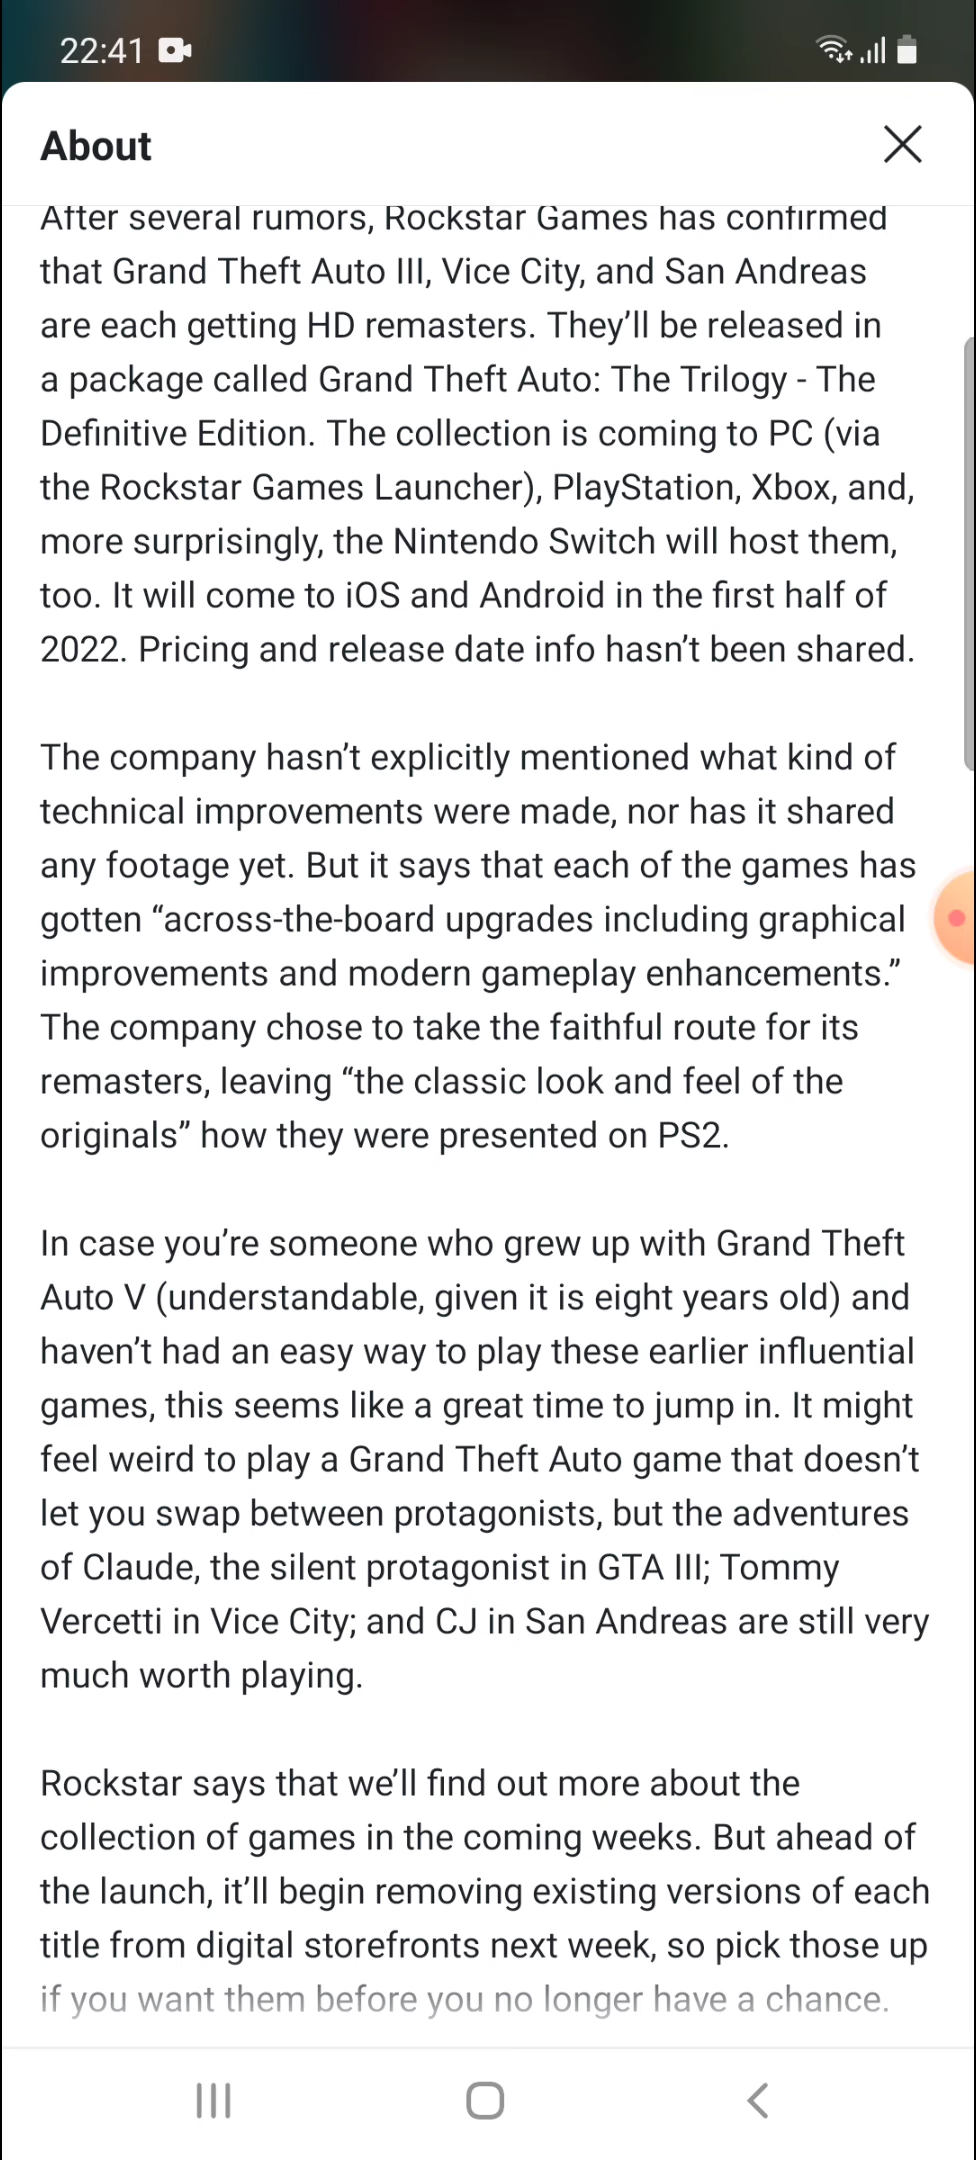 22:41
About
After several rumors, Rockstar Games has confirmed
that Grand Theft Auto III, Vice City, and San Andreas
are each getting HD remasters. They’ll be released in
a package called Grand Theft Auto: The Trilogy - The
Definitive Edition. The collection is coming to PC (via
the Rockstar Games Launcher), PlayStation, Xbox, and,
more surprisingly, the Nintendo Switch will host them,
too. It will come to iOS and Android in the first half of
2022. Pricing and release date info hasn’t been shared.
The company hasn’t explicitly mentioned what kind of
technical improvements were made, nor has it shared
any footage yet. But it says that each of the games has
gotten “across-the-board upgrades including graphical
improvements and modern gameplay enhancements.”
The company chose to take the faithful route for its
remasters, leaving “the classic look and feel of the
originals” how they were presented on PS2.
In case you’re someone who grew up with Grand Theft
Auto V (understandable, given it is eight years old) and
haven’t had an easy way to play these earlier influential
games, this seems like a great time to jump in. It might
feel weird to play a Grand Theft Auto game that doesn’t
let you swap between protagonists, but the adventures
of Claude, the silent protagonist in GTA III; Tommy
Vercetti in Vice City; and CJ in San Andreas are still very
much worth playing.
Rockstar says that we’ll find out more about the
collection of games in the coming weeks. But ahead of
the launch, it’ll begin removing existing versions of each
title from digital storefronts next week, so pick those up
if you want them before you no longer have a chance.